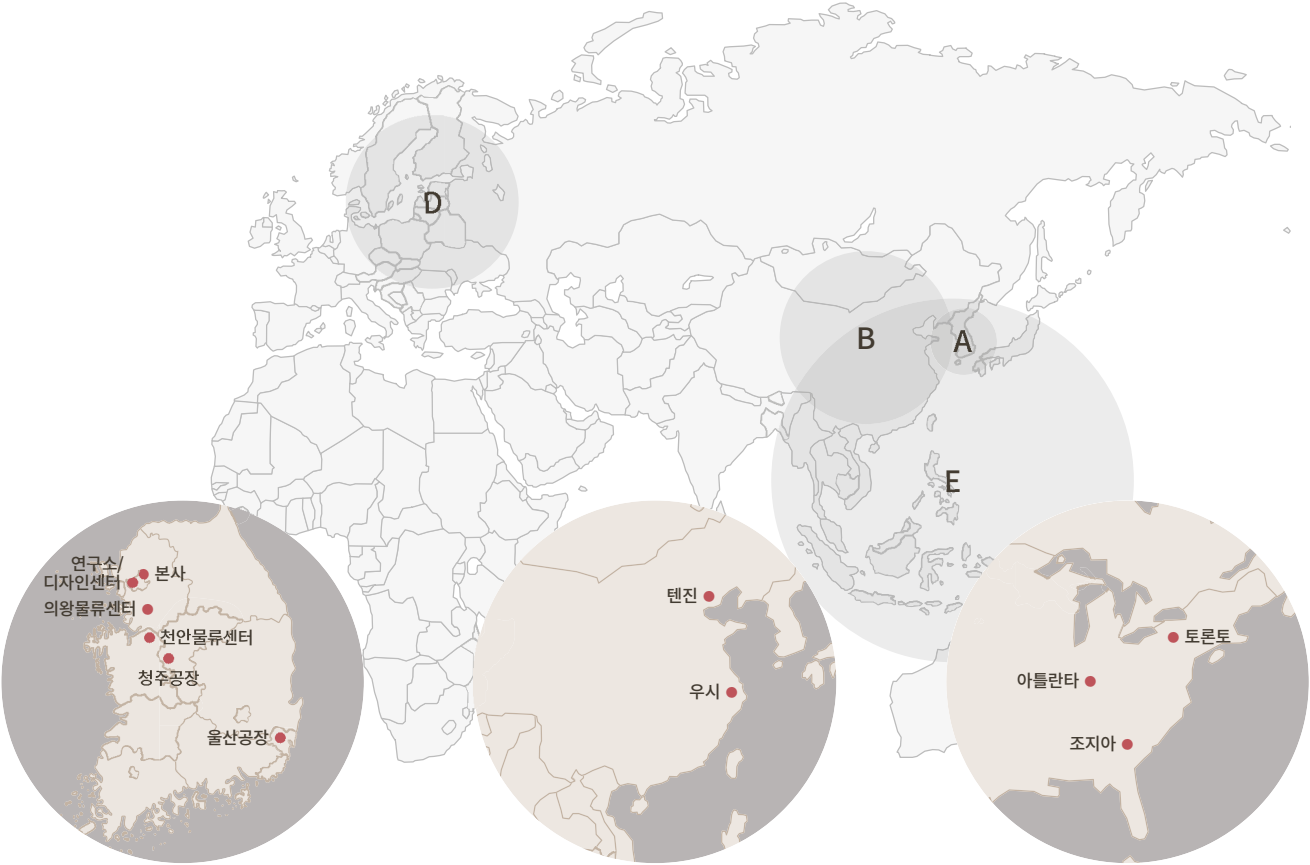 D
B
A
E
연구소/
디자인센터
본사
의왕물류센터
천안물류센터
청주공장
울산공장
텐진
우시
토론토
아틀란타
조지아